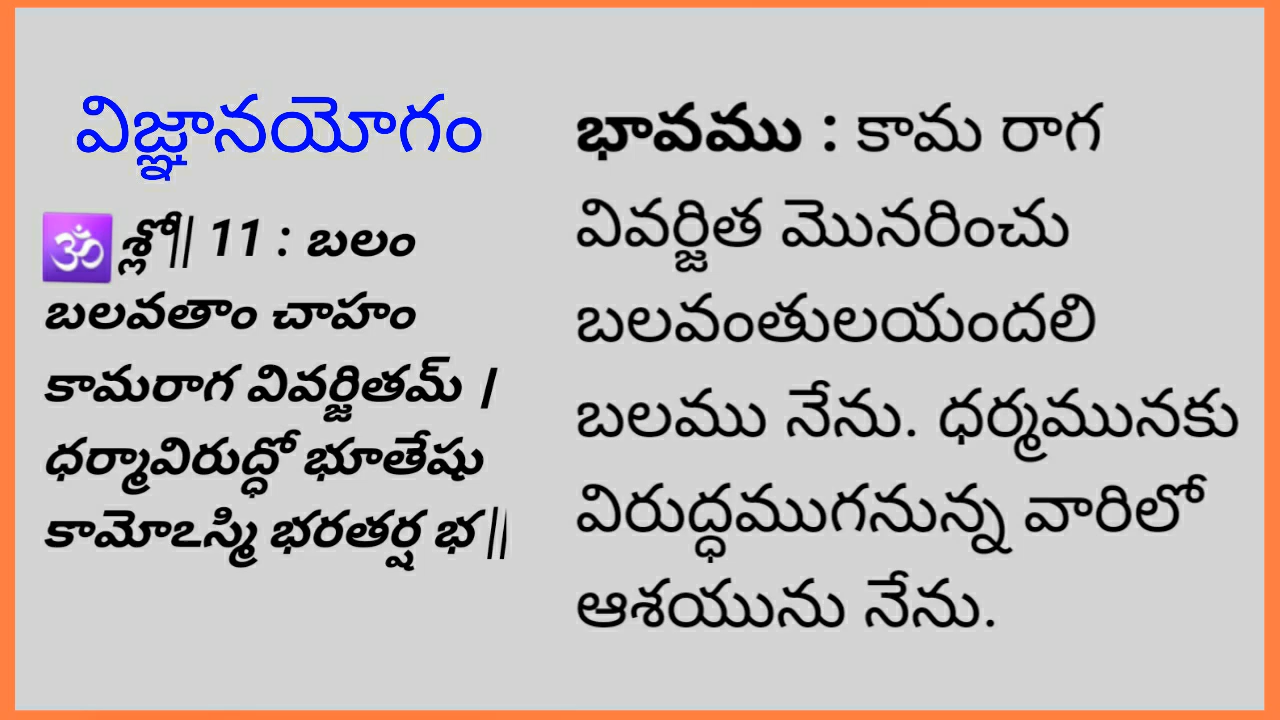 విజ్ఞానయోగం
🕉️ శ్లో|| 11 : బలం
బలవతాం చాహం
కామరాగ వివర్జితమ్ |
ధర్మావిరుద్ధో భూతేషు
కామోఽస్మి భరతర్ష భ||
భావము : కామ రాగ
వివర్జిత మొనరించు
బలవంతులయందలి
బలము నేను. ధర్మమునకు
విరుద్ధముగనున్న వారిలో
ఆశయును నేను.